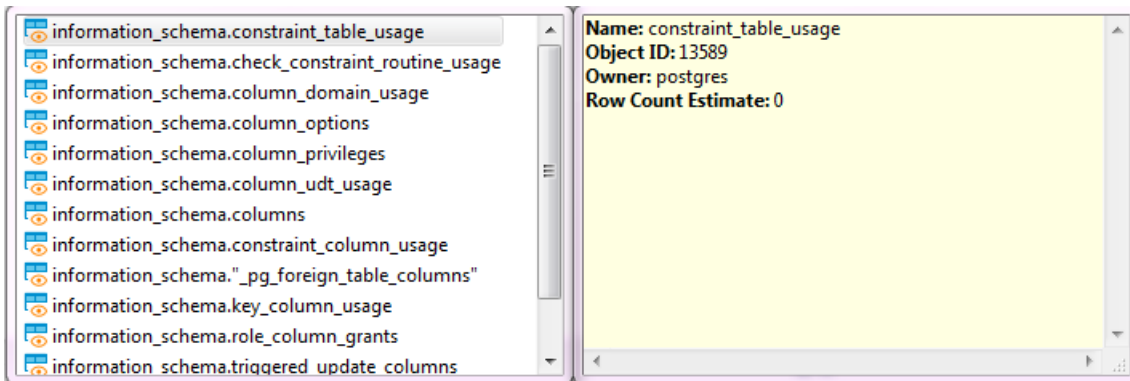 information_schema.constraint_table_usage
information_schema.check_constraint_routine_usage
information_schema.column_domain_usage
information_schema.column_options
information_schema.column_privileges
information_schema.column_udt_usage
information_schema.columns
information_schema.constraint_column_usage
information_schema."_pg_foreign_table_columns"
information_schema.key_column_usage
information_schema.role_column_grants
information_schema.triggered_update_columns
Name: constraint_table_usage
Object ID: 13589
Owner: postgres
Row Count Estimate: 0